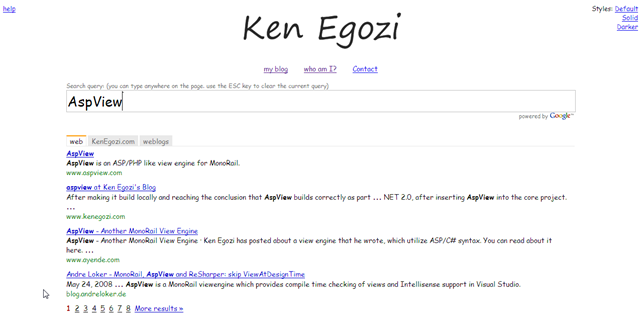 help
Styles: Default
Solid
Darker
Ken Egozi
my blog who am I? Contact
Search query: (you can type anywhere on the page. use the ESC key to clear the current query)
AspView
powered by Google™
web KenEgozi.com weblogs
AspView
AspView is an ASP/PHP like view engine for MonoRail.
www.aspview.com
aspview at Ken Egozi's Blog
After making it build locally and reaching the conclusion that AspView builds correctly as part ... .NET 2.0, after inserting AspView into the core project.
...
www.kenegozi.com
AspView - Another MonoRail View Engine
AspView - Another MonoRail View Engine · Ken Egozi has posted about a view engine that he wrote, which utilize ASP/C# syntax. You can read about it
here. ...
www.ayende.com
Andre Loker - MonoRail, AspView and ReSharper: skip ViewAtDesignTime
May 24, 2008 ... AspView is a MonoRail viewengine which provides compile time checking of views and Intellisense support in Visual Studio.
blog.andreloker.de
1 2 3 4 5 6 7 8 More results »